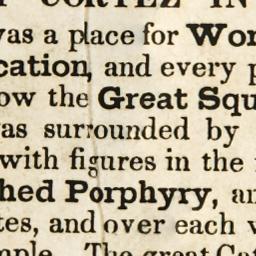 CORTEZ IN
was a place for Wor
cation, and every p
ow the Great Squ
as surrounded by
with figures in the
hed Porphyry, an
tes, and over each
mple. The great Cat